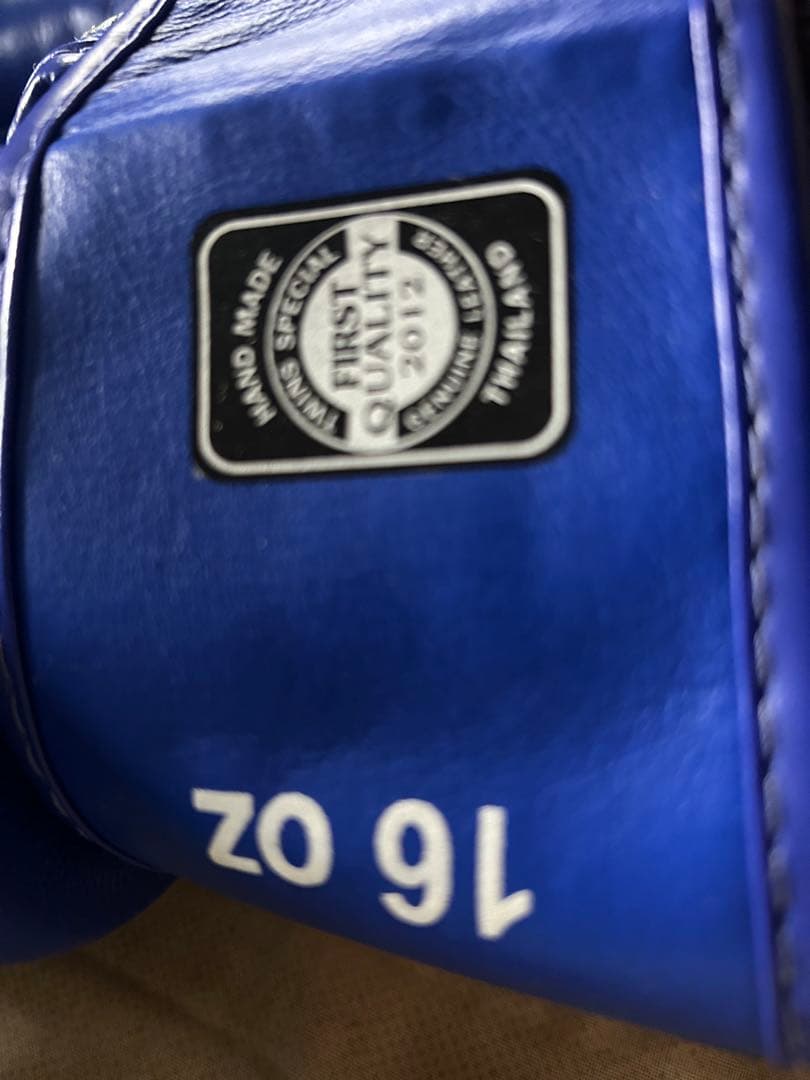 HAND MADE
TWINS SPECIAL
FIRST
QUALITY
2012
GENUINE LEATHER
THAILAND
16 OZ